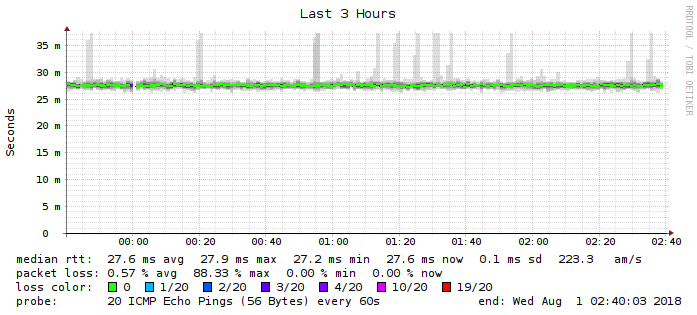 Last 3 Hours
RRDTOOL / TOBI OETIKER
Seconds
35 m
30 m
25 m
20 m
15 m
10 m
5 m
0
00:00 00:20 00:40 01:00 01:20 01:40 02:00 02:20 02:40
median rtt: 27.6 ms avg 27.9 ms max 27.2 ms min 27.6 ms now 0.1 ms sd 223.3 am/s
packet loss: 0.57 % avg 88.33 % max 0.00 % min 0.00 % now
loss color: 0 1/20 2/20 3/20 4/20 10/20 19/20
probe: 20 ICMP Echo Pings (56 Bytes) every 60s end: Wed Aug 1 02:40:03 2018